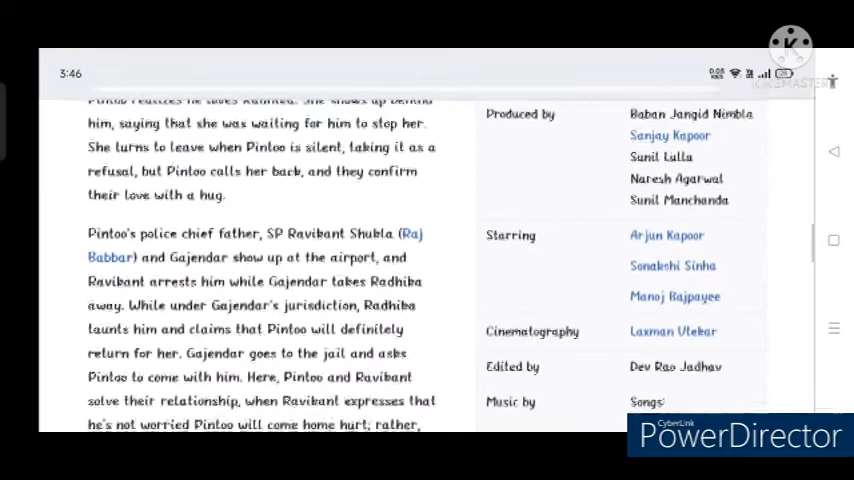 3:46
0.05
KB/S
28
KINEMASTER
Pintoo realizes he loves Radhika. She shows up behind
him, saying that she was waiting for him to stop her.
She turns to leave when Pintoo is silent, taking it as a
refusal, but Pintoo calls her back, and they confirm
their love with a hug.
Pintoo's police chief father, SP Ravikant Shukla (Raj
Babbar) and Gajendar show up at the airport, and
Ravikant arrests him while Gajendar takes Radhika
away. While under Gajendar's jurisdiction, Radhika
taunts him and claims that Pintoo will definitely
return for her. Gajendar goes to the jail and asks
Pintoo to come with him. Here, Pintoo and Ravikant
solve their relationship, when Ravikant expresses that
he's not worried Pintoo will come home hurt; rather,
Produced by
Baban Jangid Nimbla
Sanjay Kapoor
Sunil Lulla
Naresh Agarwal
Sunil Manchanda
Starring
Arjun Kapoor
Sonakshi Sinha
Manoj Bajpayee
Cinematography
Laxman Utekar
Edited by
Dev Rao Jadhav
Music by
Songs:
CyberLink
PowerDirector